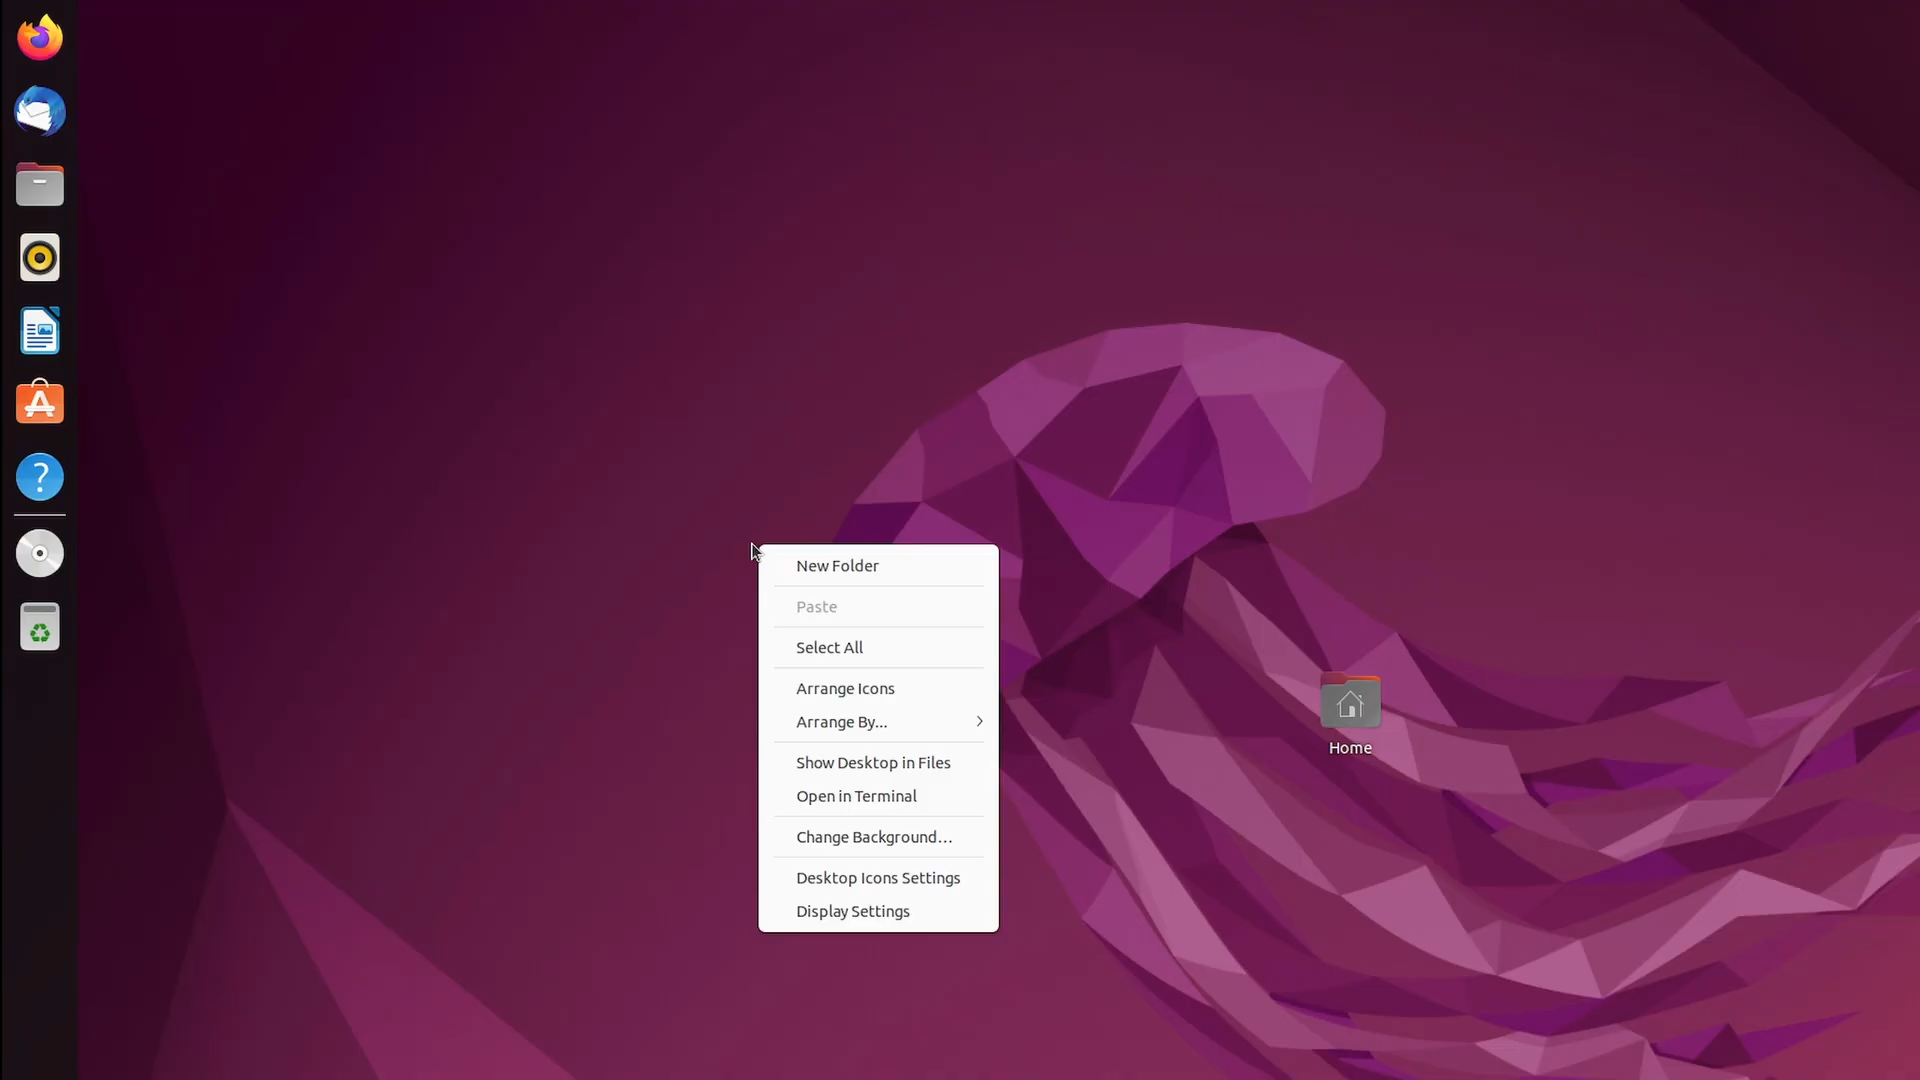 New Folder
Paste
Select All
Arrange Icons
Arrange By...
Show Desktop in Files
Open in Terminal
Change Background…
Desktop Icons Settings
Display Settings
Home